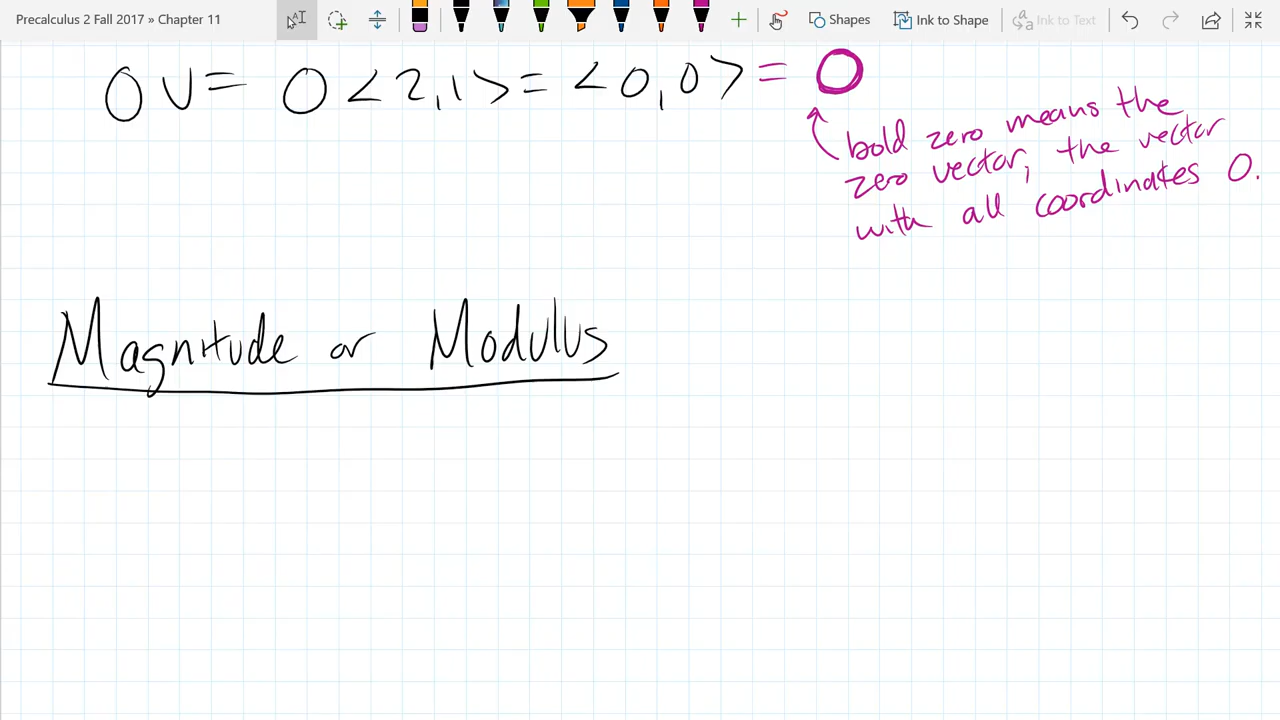 Precalculus 2 Fall 2017 » Chapter 11
Shapes
Ink to Shape
Ink to Text
0 v = 0 <2,1> = <0,0> = 0
bold zero means the
zero vector, the vector
with all coordinates 0.
Magnitude or Modulus